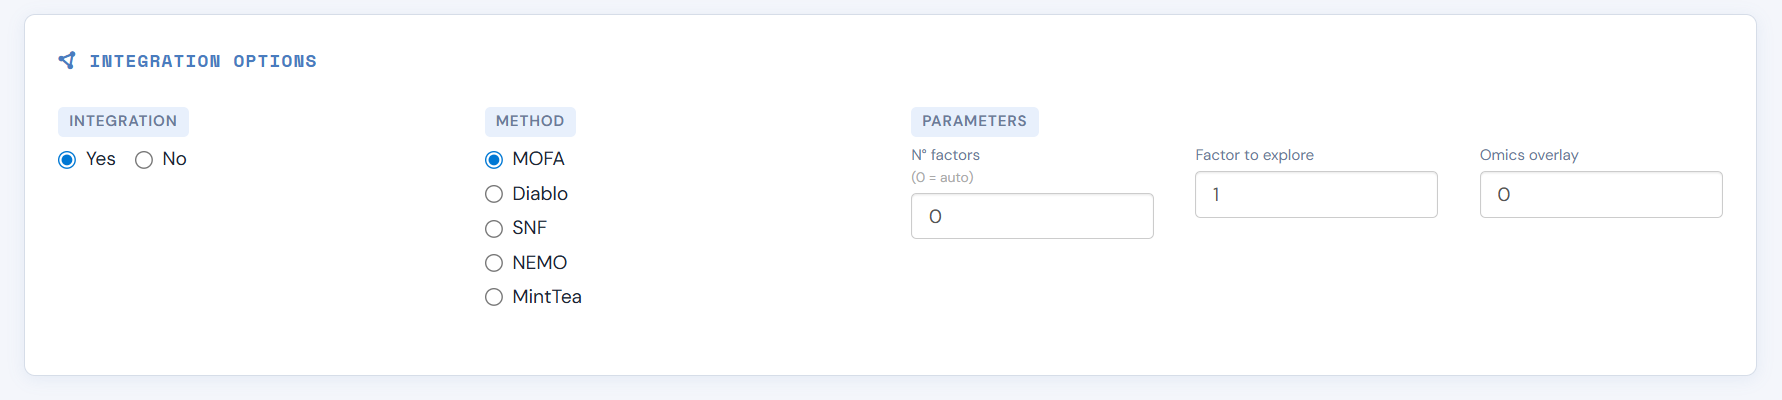 INTEGRATION OPTIONS
INTEGRATION
Yes No
METHOD
MOFA
Diablo
SNF
NEMO
MintTea
PARAMETERS
N° factors
(0 = auto)
0
Factor to explore
1
Omics overlay
0